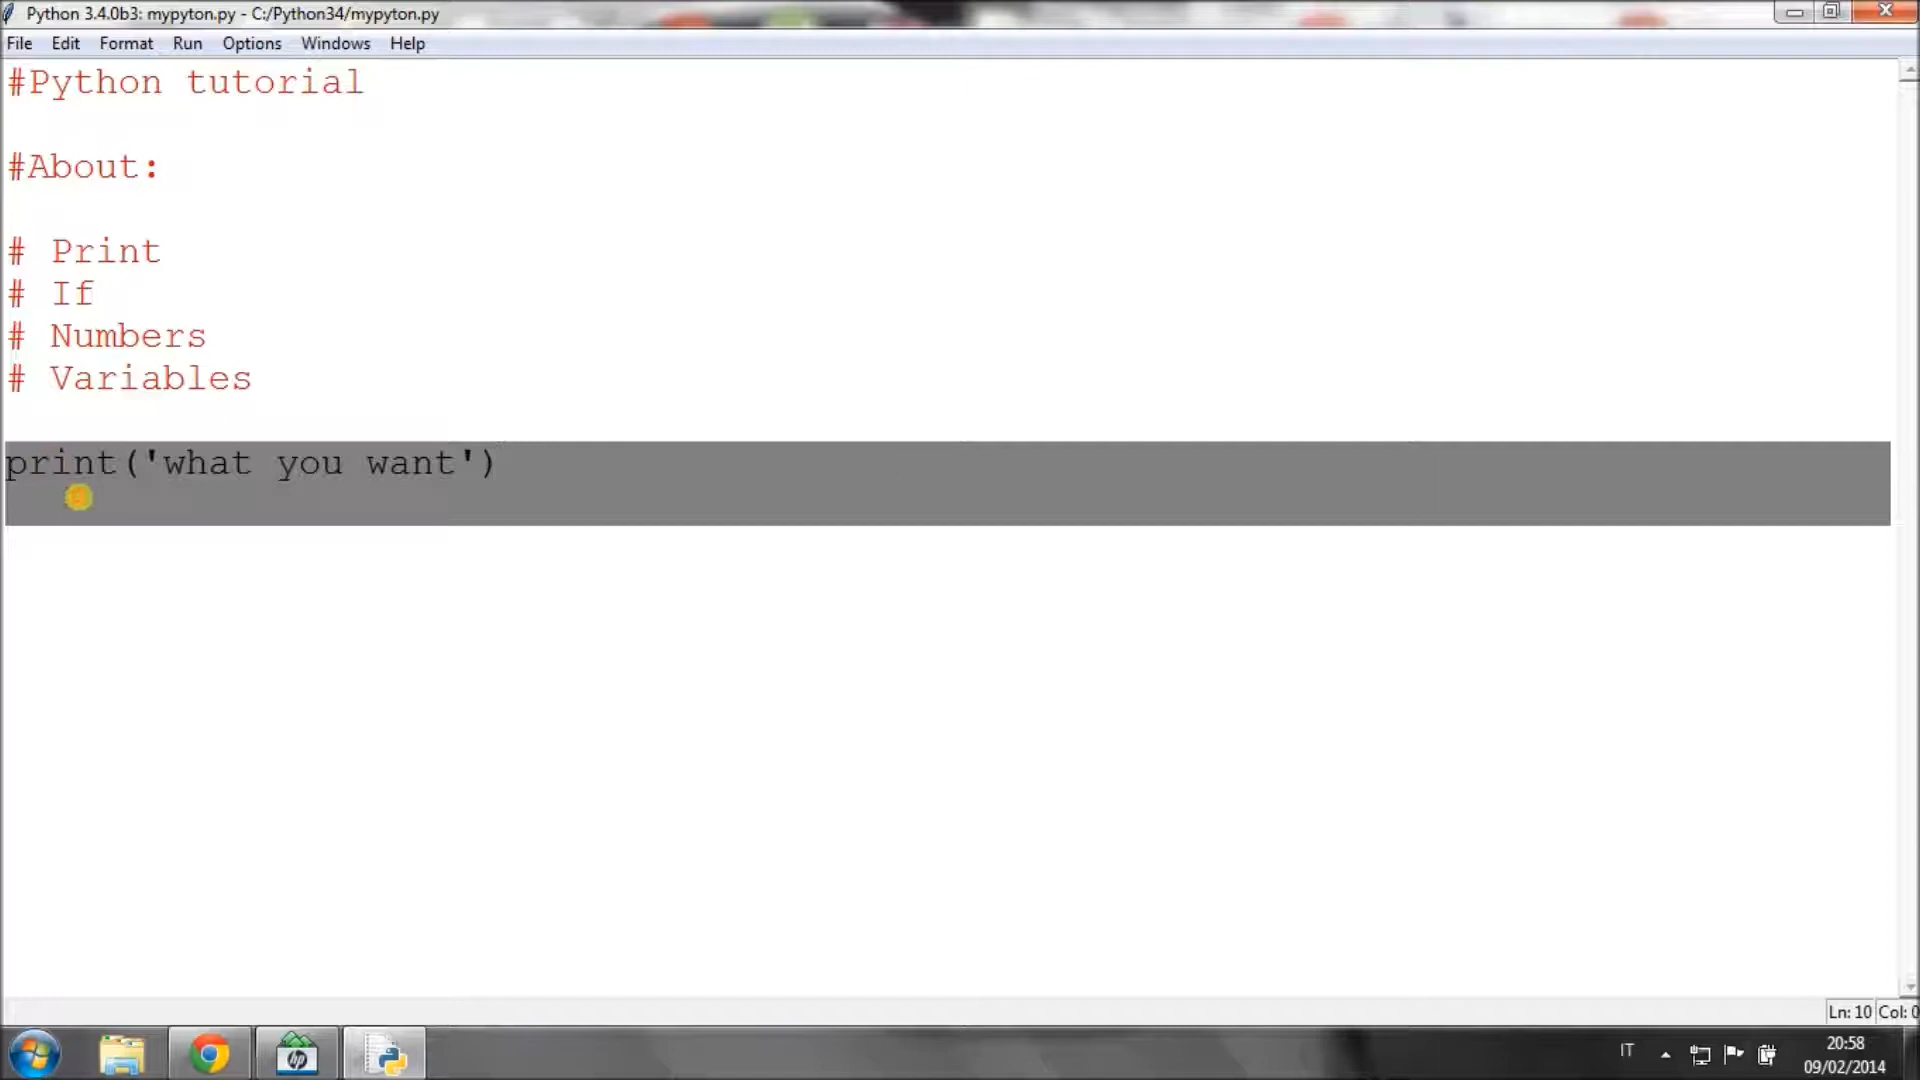 Python 3.4.0b3: mypyton.py - C:/Python34/mypyton.py
File Edit Format Run Options Windows Help
#Python tutorial
#About:
# Print
# If
# Numbers
# Variables
print('what you want')
Ln: 10 Col: 0
hp
IT
20:58
09/02/2014